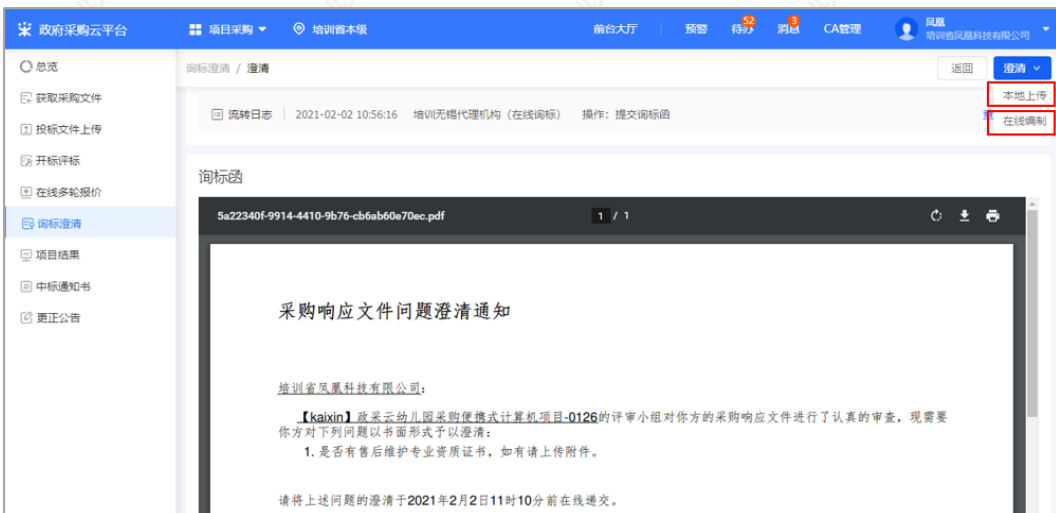 政府采购云平台
项目采购
培训省本级
前台大厅
预警
待办
52
消息
3
CA管理
凤凰
培训省凤凰科技有限公司
总览
获取采购文件
投标文件上传
开标评标
在线多轮报价
询标澄清
项目结果
中标通知书
更正公告
询标澄清 / 澄清
返回
澄清
本地上传
在线编制
流转日志
2021-02-02 10:56:16 培训无锡代理机构（在线询标） 操作：提交询标函
询标函
5a22340f-9914-4410-9b76-cb6ab60e70ec.pdf
1 / 1
采购响应文件问题澄清通知
培训省凤凰科技有限公司：
【kaixin】政采云幼儿园采购便携式计算机项目-0126的评审小组对你方的采购响应文件进行了认真的审查，现需要
你方对下列问题以书面形式予以澄清：
1. 是否有售后维护专业资质证书，如有请上传附件。
请将上述问题的澄清于2021年2月2日11时10分前在线递交。